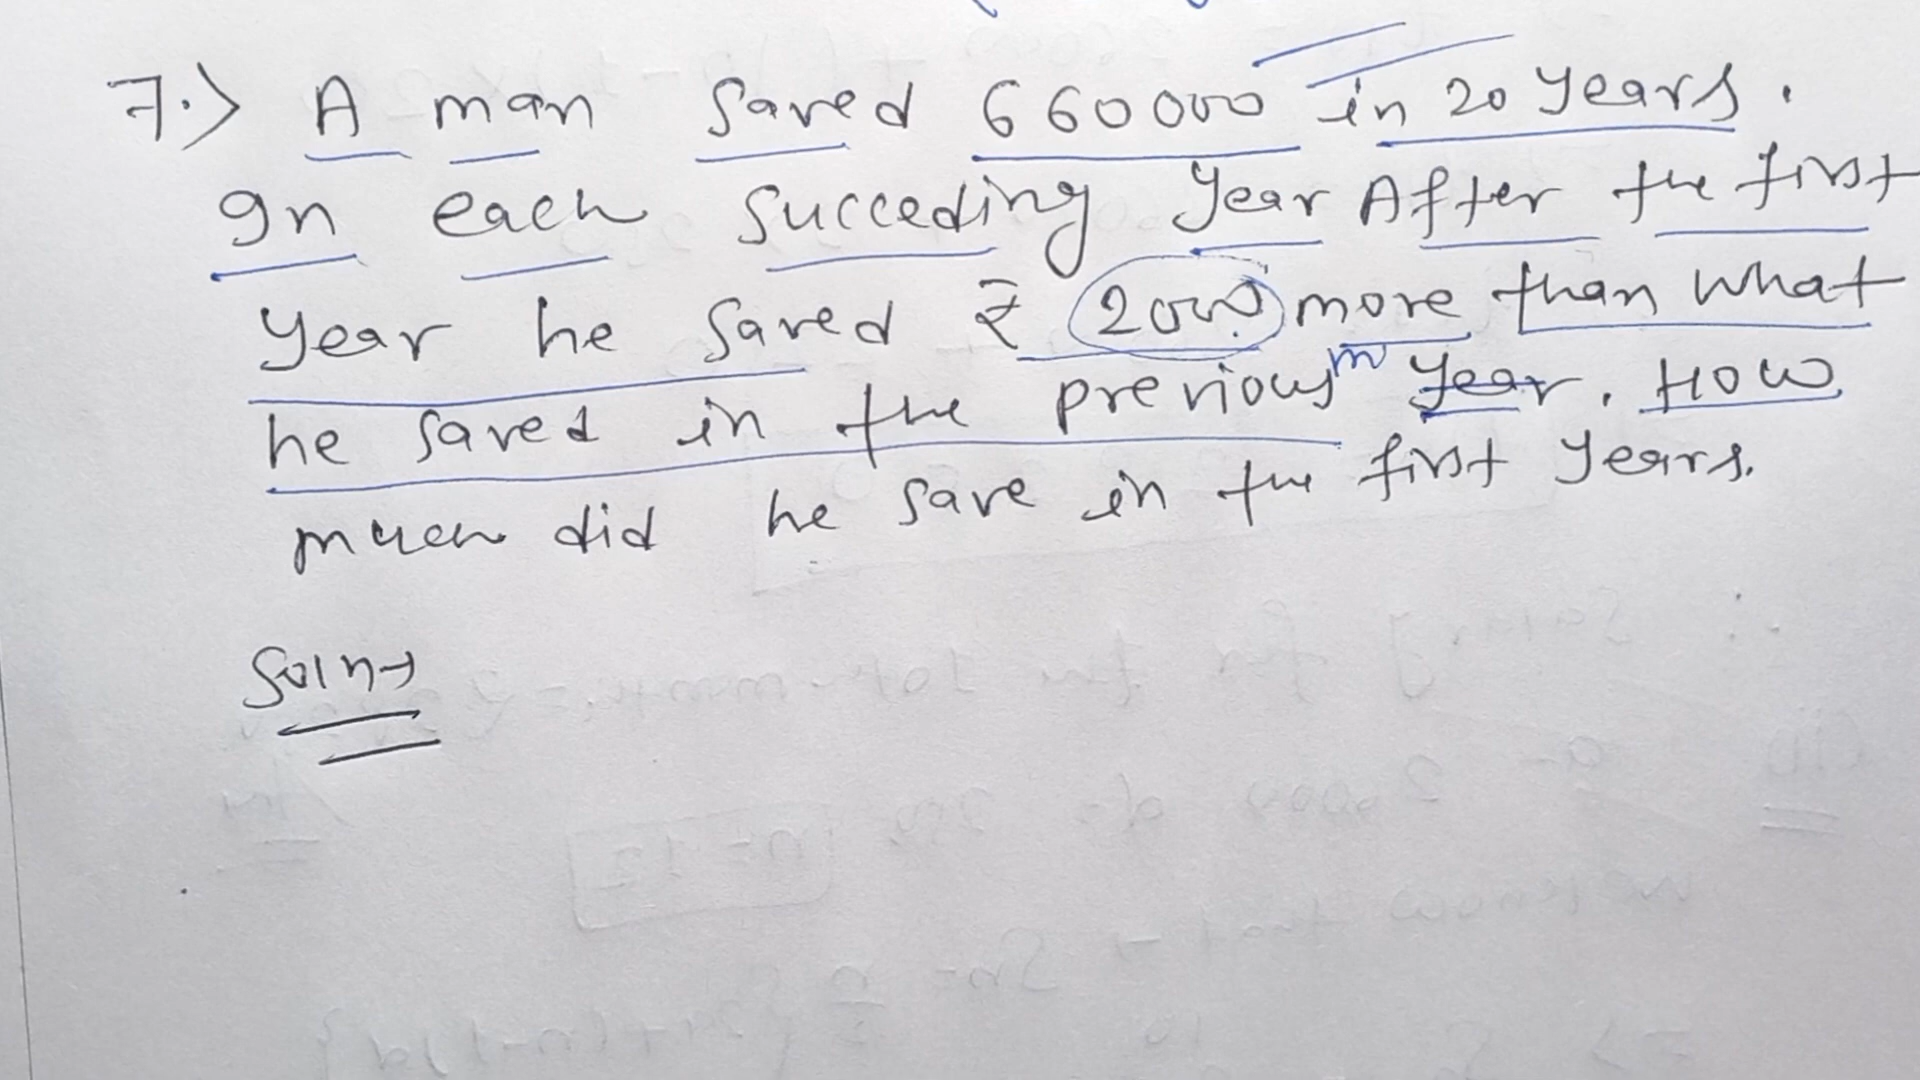 7.) A man saved 660000 in 20 years.
In each succeding year After the first
year he saved ₹ 2000 more than what
he saved in the previous year. How
much did he save in the first years.
Soln→